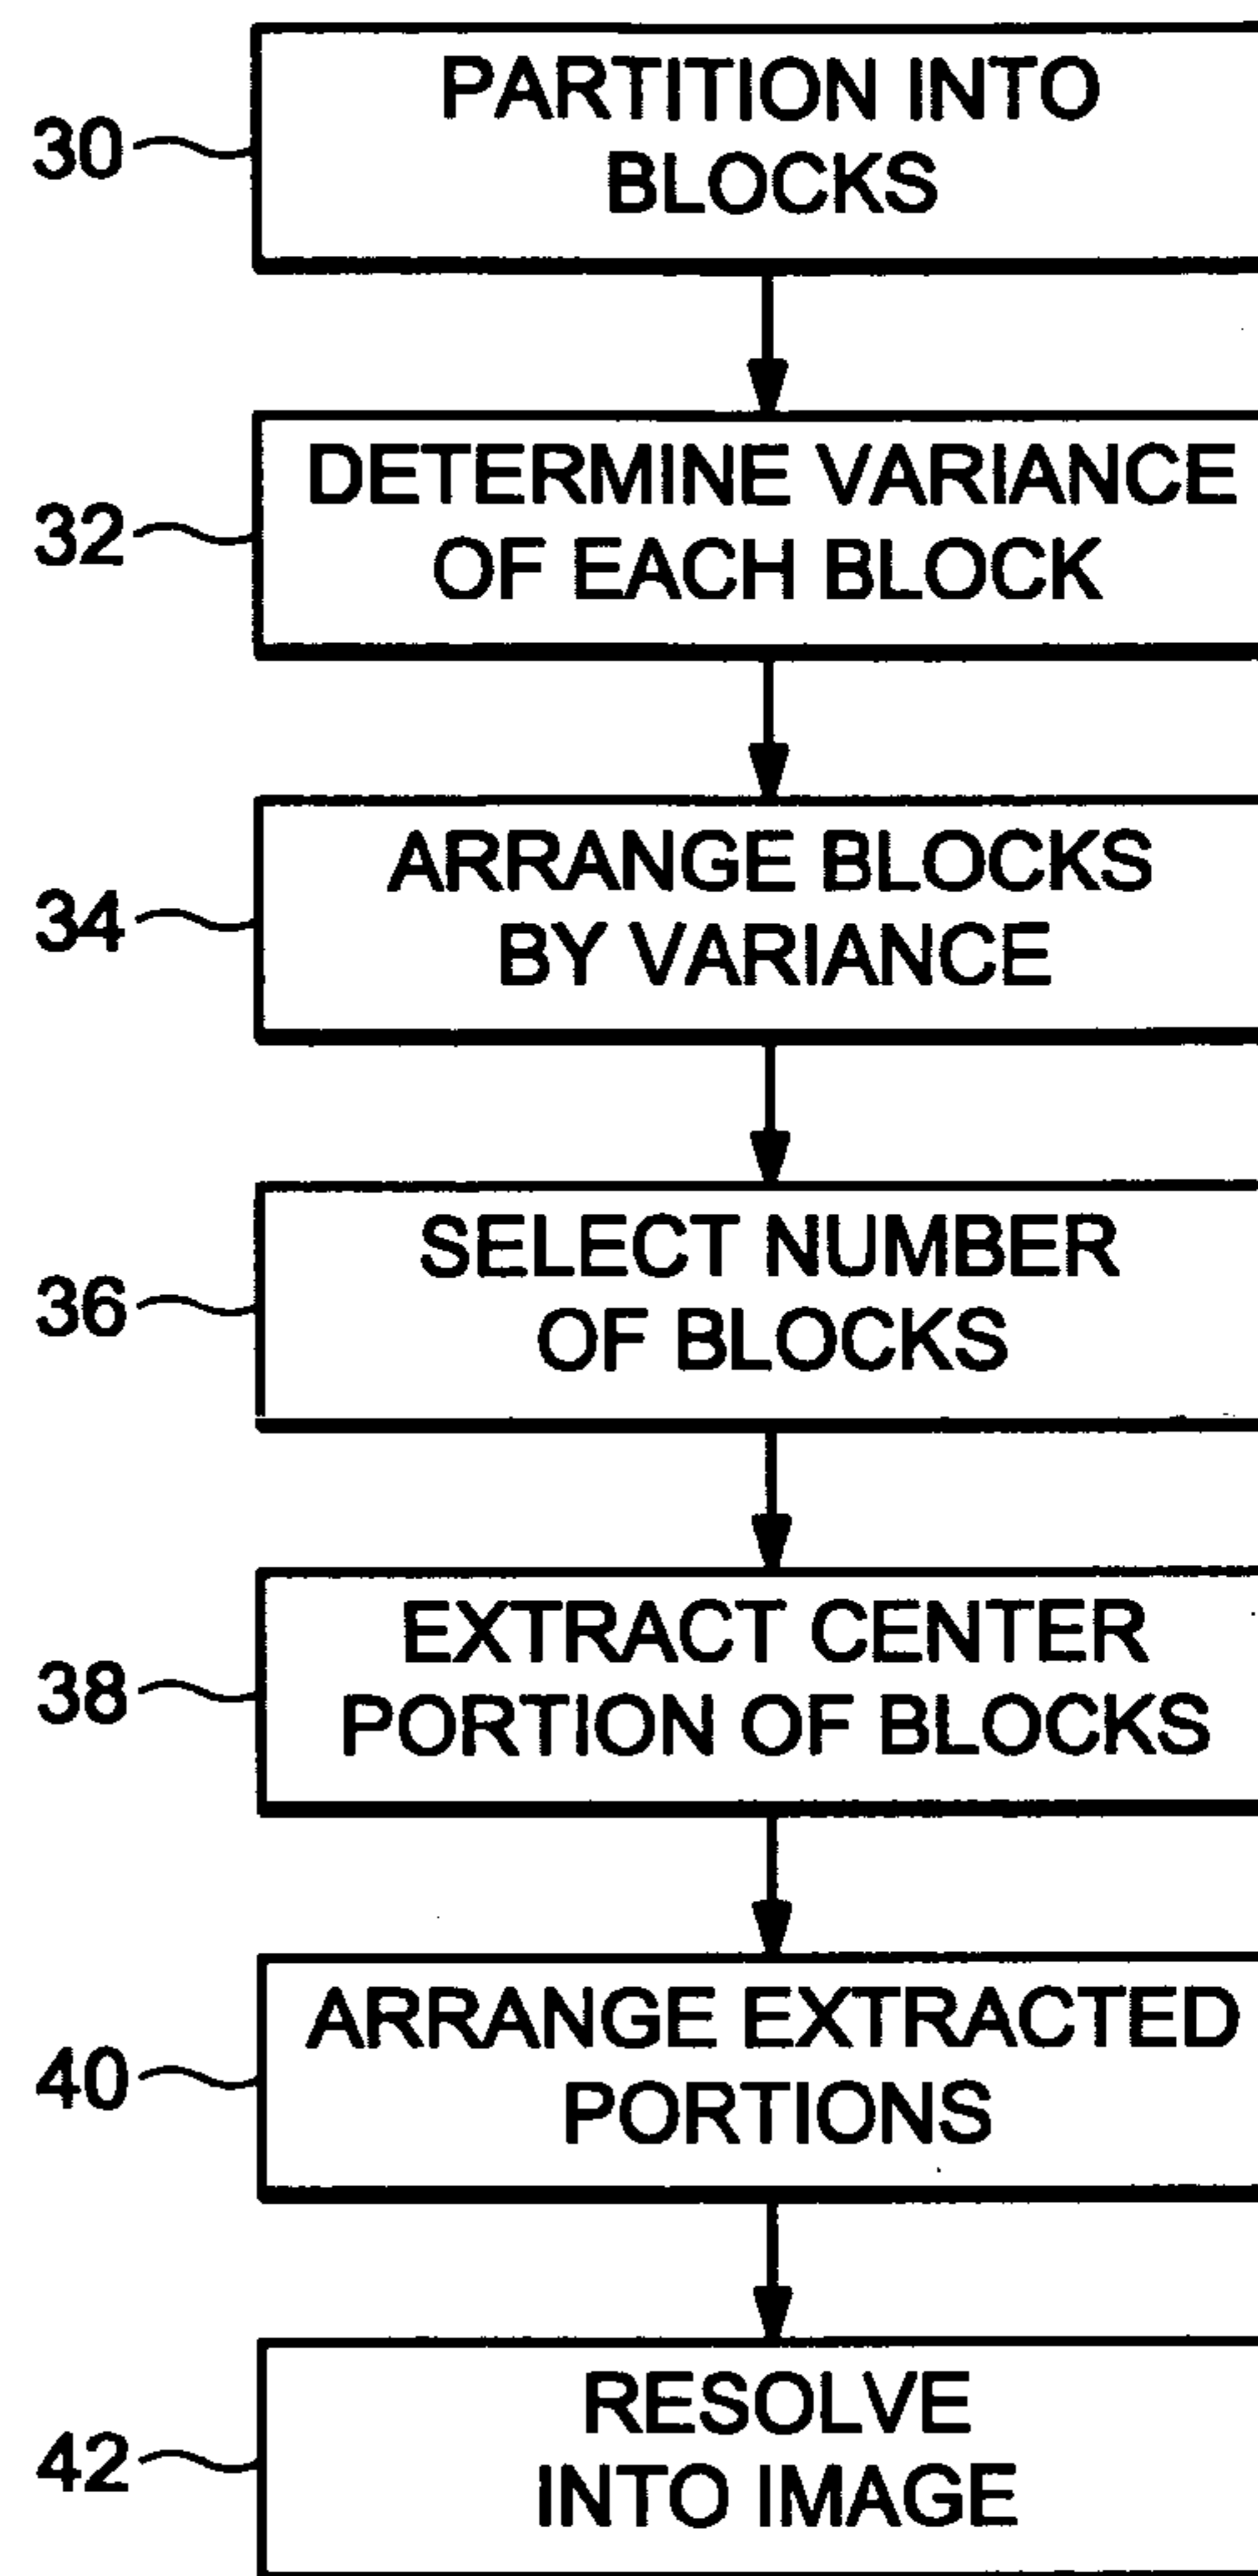 30
PARTITION INTO
BLOCKS
32
DETERMINE VARIANCE
OF EACH BLOCK
34
ARRANGE BLOCKS
BY VARIANCE
36
SELECT NUMBER
OF BLOCKS
38
EXTRACT CENTER
PORTION OF BLOCKS
40
ARRANGE EXTRACTED
PORTIONS
42
RESOLVE
INTO IMAGE